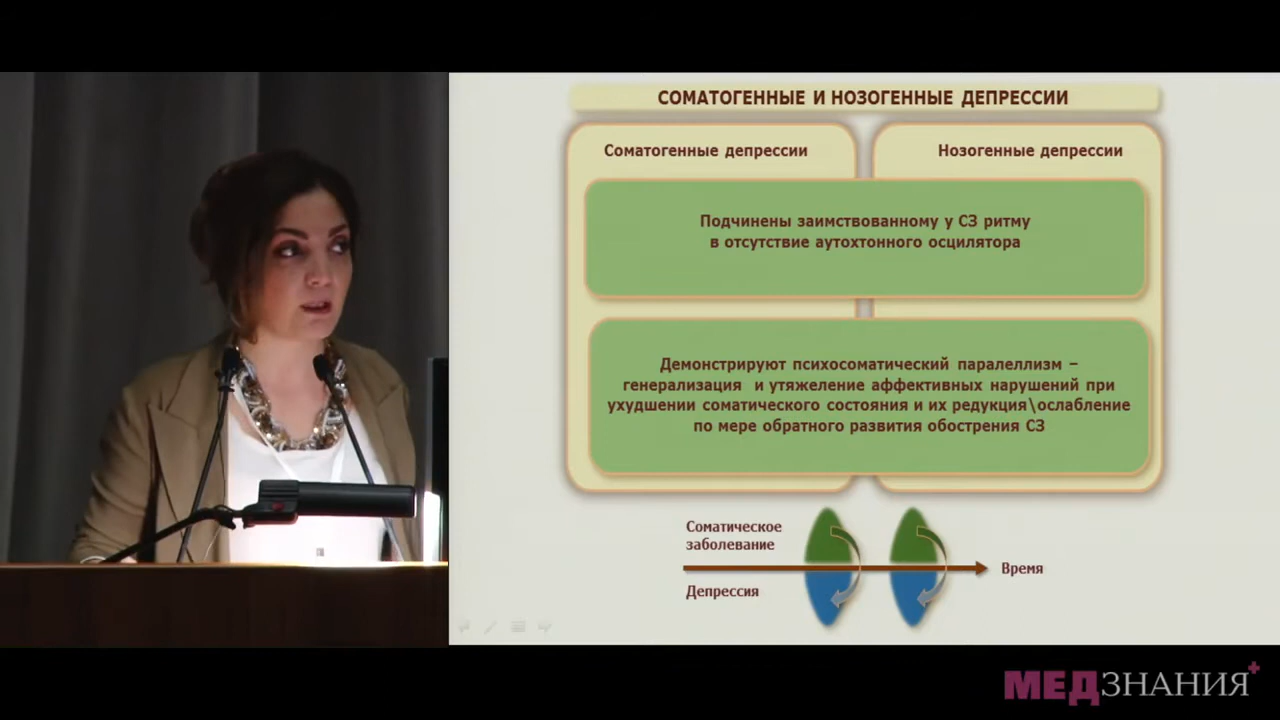 СОМАТОГЕННЫЕ И НОЗОГЕННЫЕ ДЕПРЕССИИ
Соматогенные депрессии
Нозогенные депрессии
Подчинены заимствованному у СЗ ритму
в отсутствие аутохтонного осцилятора
Демонстрируют психосоматический параллелизм –
генерализация и утяжеление аффективных нарушений при
ухудшении соматического состояния и их редукция\ослабление
по мере обратного развития обострения СЗ
Соматическое
заболевание
Депрессия
Время
МЕДЗНАНИЯ+